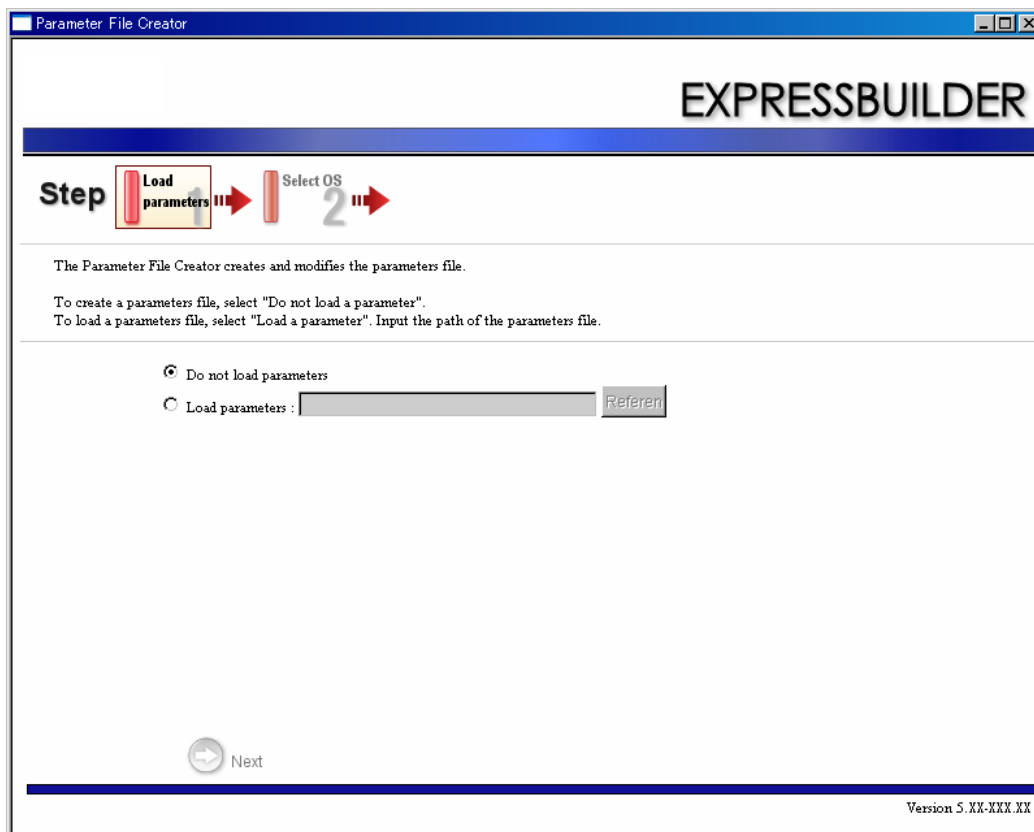 Parameter File Creator
EXPRESSBUILDER
Step
Load
parameters
1
Select OS
2
The Parameter File Creator creates and modifies the parameters file.
To create a parameters file, select "Do not load a parameter".
To load a parameters file, select "Load a parameter". Input the path of the parameters file.
Do not load parameters
Load parameters :
Referen
Next
Version 5.XX-XXX.XX